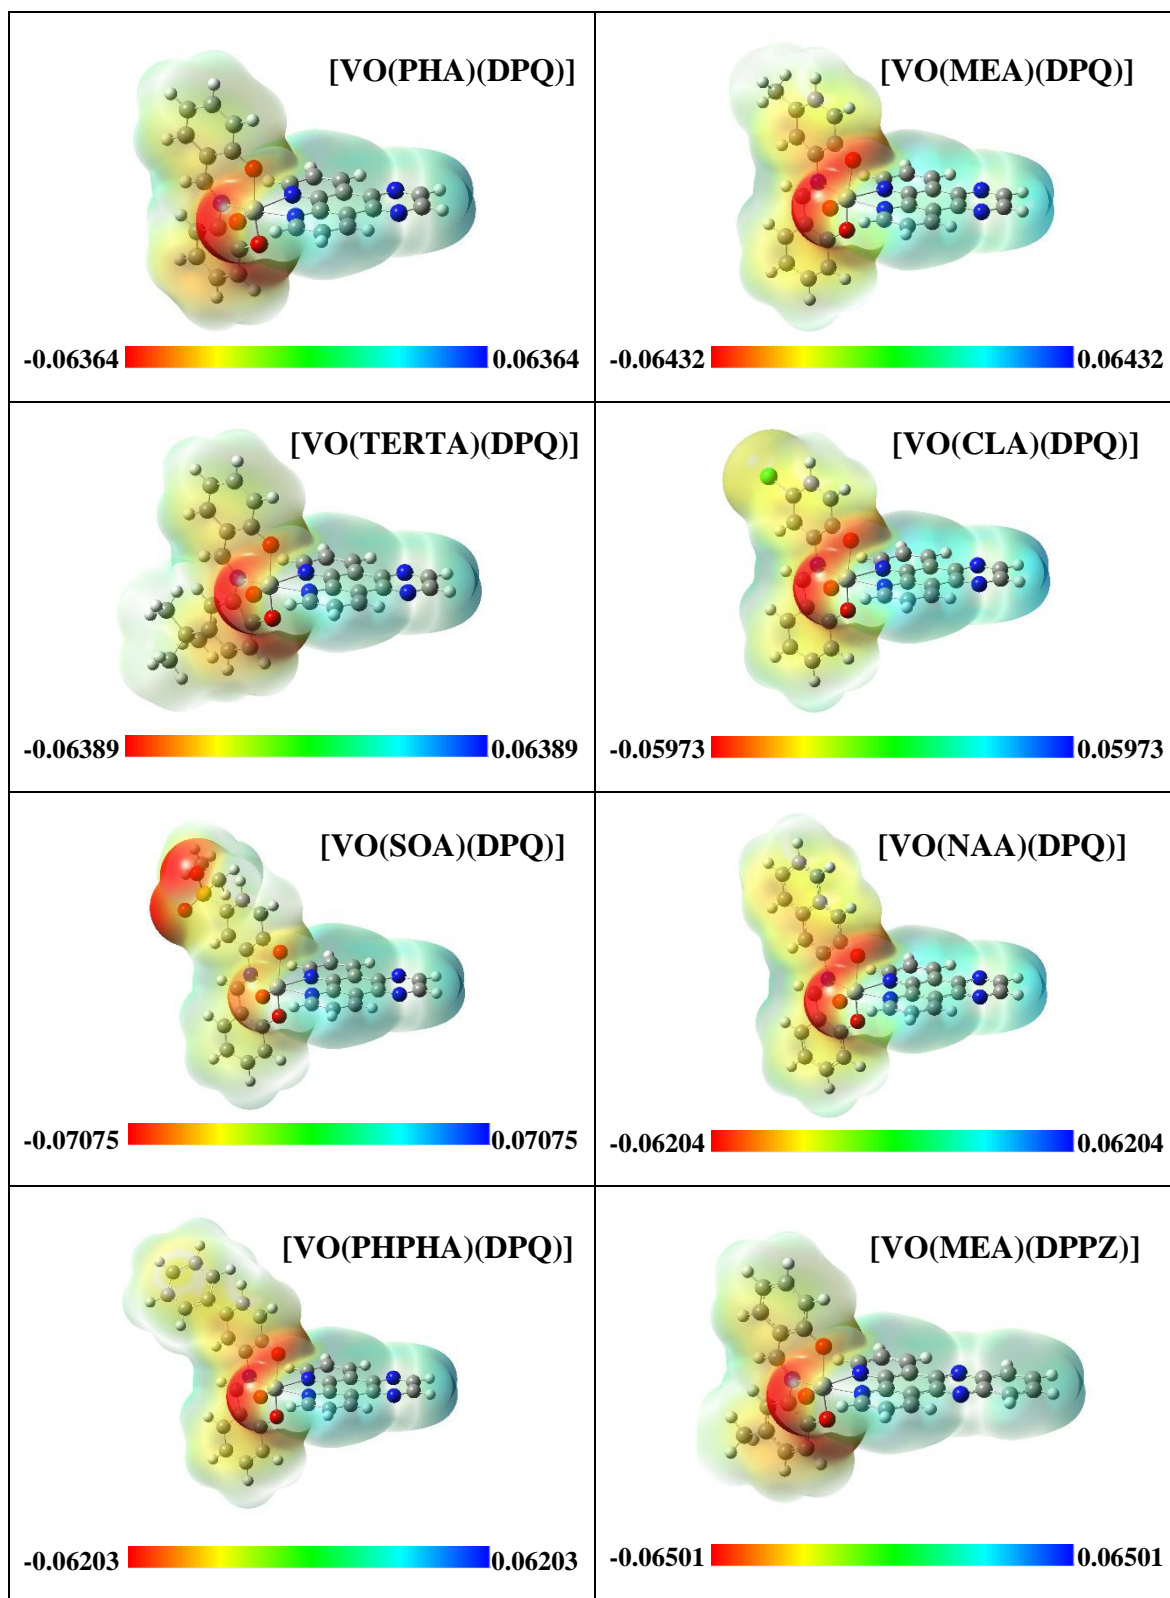 [VO(PHA)(DPQ)]
-0.06364 0.06364
[VO(MEA)(DPQ)]
-0.06432 0.06432
[VO(TERTA)(DPQ)]
-0.06389 0.06389
[VO(CLA)(DPQ)]
-0.05973 0.05973
[VO(SOA)(DPQ)]
-0.07075 0.07075
[VO(NAA)(DPQ)]
-0.06204 0.06204
[VO(PHPHA)(DPQ)]
-0.06203 0.06203
[VO(MEA)(DPPZ)]
-0.06501 0.06501